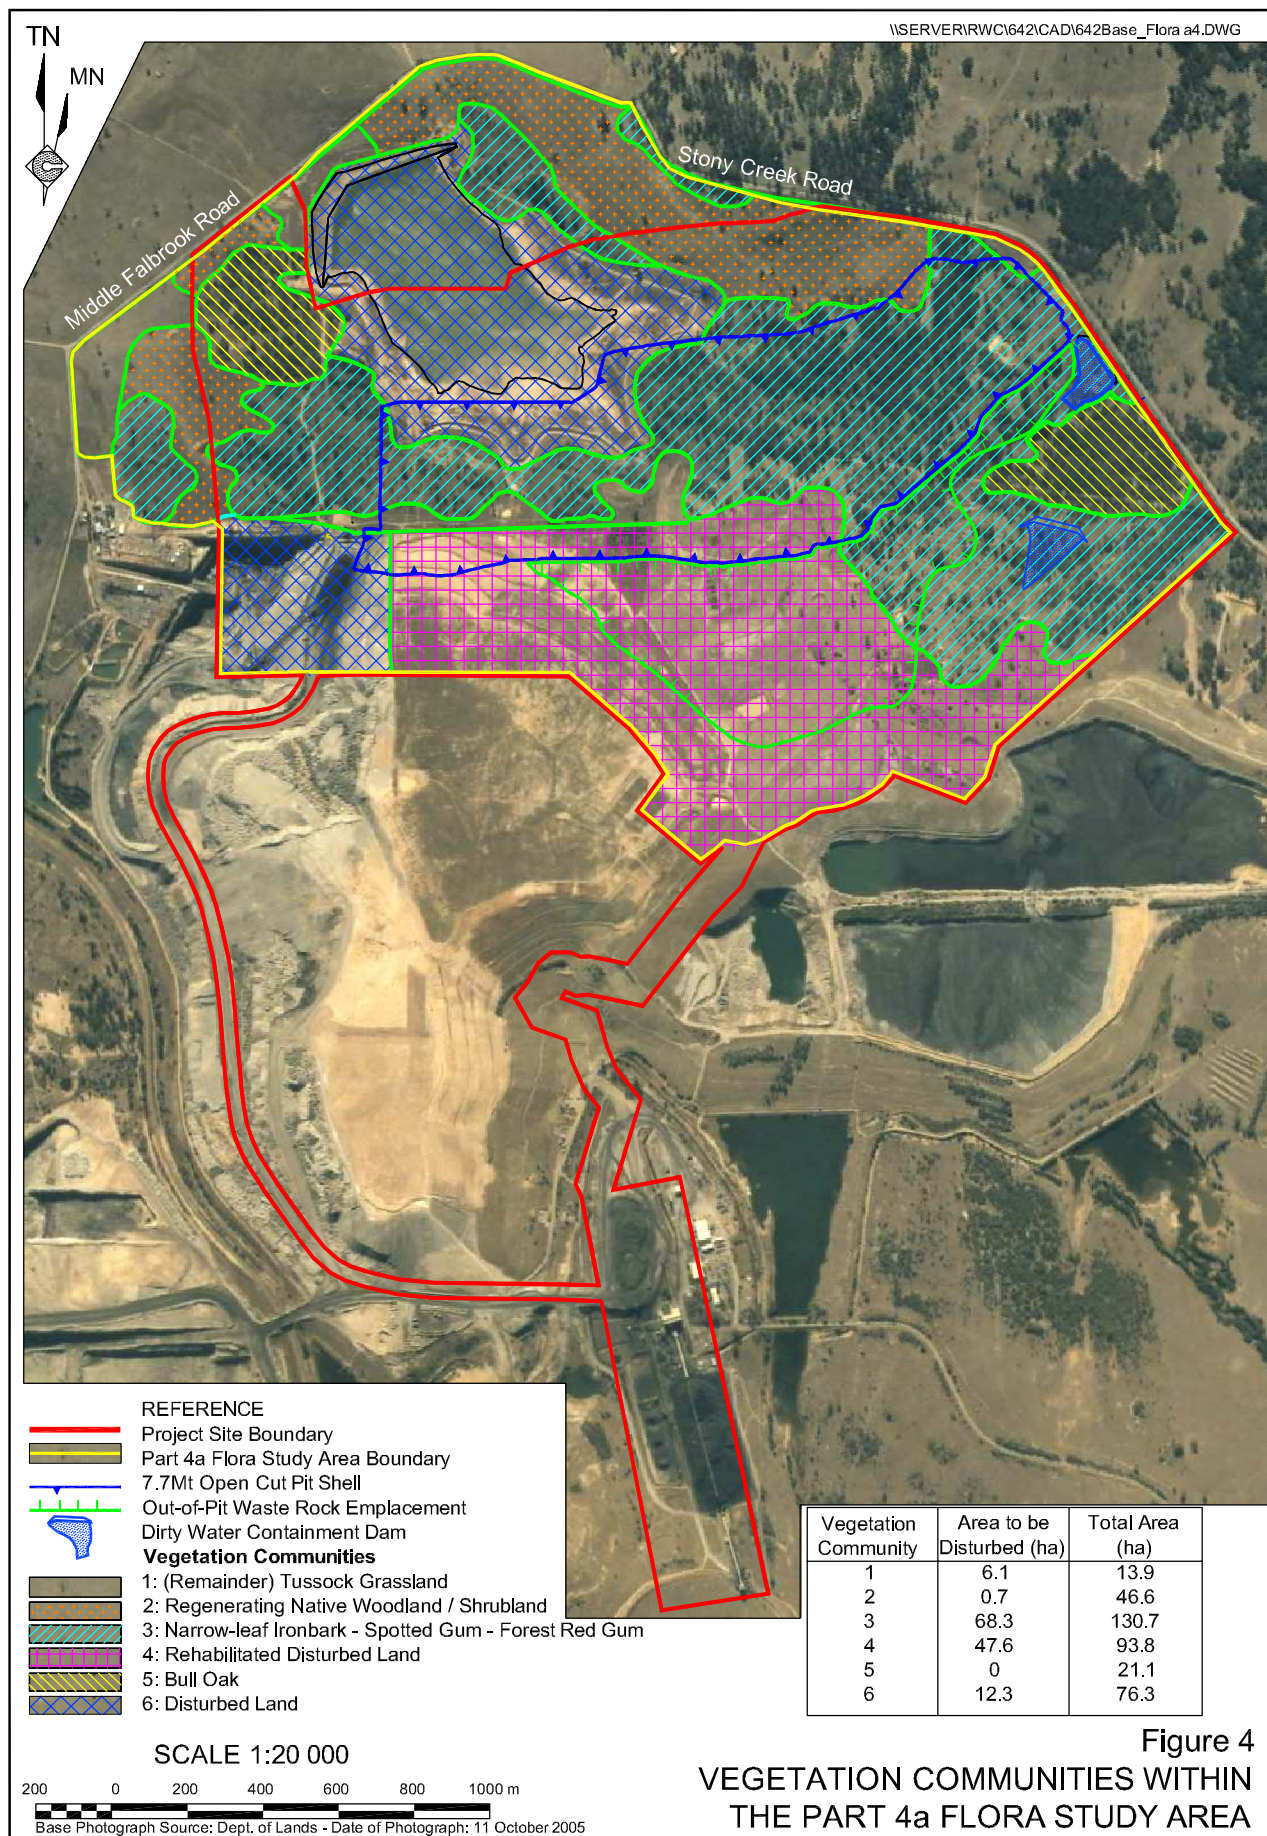 \\SERVER\RWC\642\CAD\642Base_Flora a4.DWG
TN
MN
Stony Creek Road
Middle Falbrook Road
REFERENCE
Project Site Boundary
Part 4a Flora Study Area Boundary
7.7Mt Open Cut Pit Shell
Out-of-Pit Waste Rock Emplacement
Dirty Water Containment Dam
Vegetation Communities
1: (Remainder) Tussock Grassland
2: Regenerating Native Woodland / Shrubland
3: Narrow-leaf Ironbark - Spotted Gum - Forest Red Gum
4: Rehabilitated Disturbed Land
5: Bull Oak
6: Disturbed Land
Vegetation Community Area to be Disturbed (ha) Total Area (ha)
1 6.1 13.9
2 0.7 46.6
3 68.3 130.7
4 47.6 93.8
5 0 21.1
6 12.3 76.3
SCALE 1:20 000
200 0 200 400 600 800 1000 m
Base Photograph Source: Dept. of Lands - Date of Photograph: 11 October 2005
Figure 4
VEGETATION COMMUNITIES WITHIN
THE PART 4a FLORA STUDY AREA